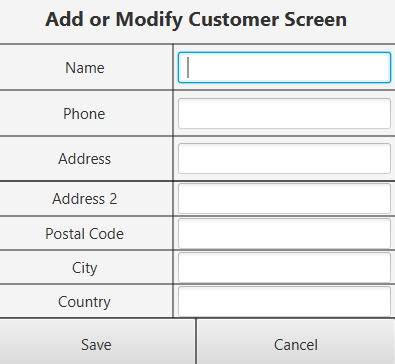 Add or Modify Customer Screen
Name
Phone
Address
Address 2
Postal Code
City
Country
Save Cancel